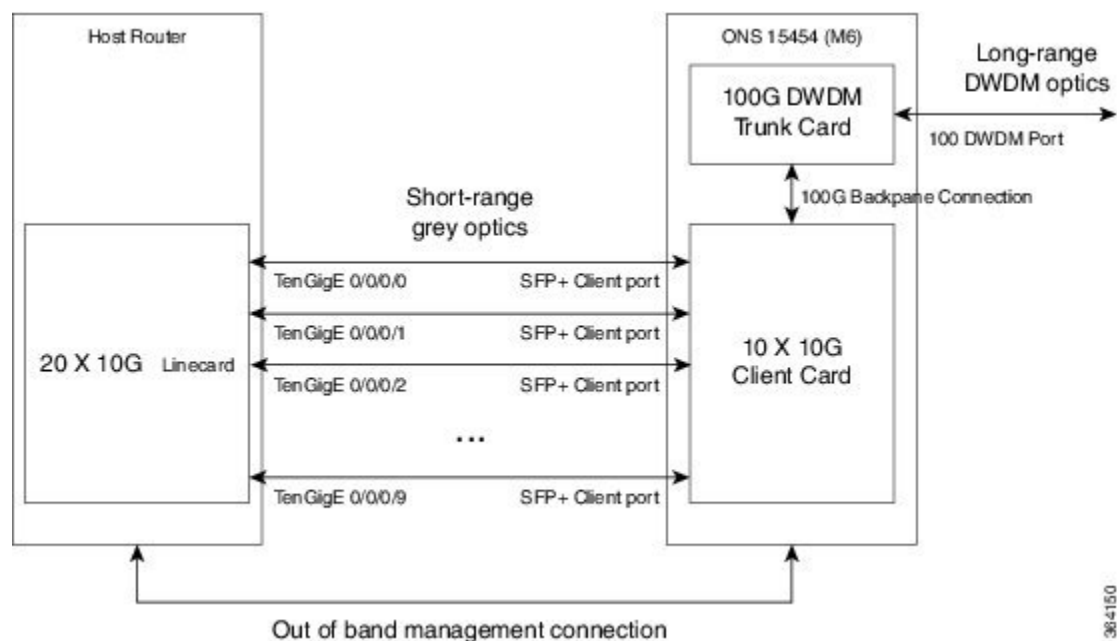 Host Router
ONS 15454 (M6)
Long-range
DWDM optics
100G DWDM
Trunk Card
100 DWDM Port
100G Backpane Connection
Short-range
grey optics
TenGigE 0/0/0/0
SFP+ Client port
TenGigE 0/0/0/1
SFP+ Client port
20 X 10G Linecard
10 X 10G
Client Card
TenGigE 0/0/0/2
SFP+ Client port
...
TenGigE 0/0/0/9
SFP+ Client port
Out of band management connection
364150